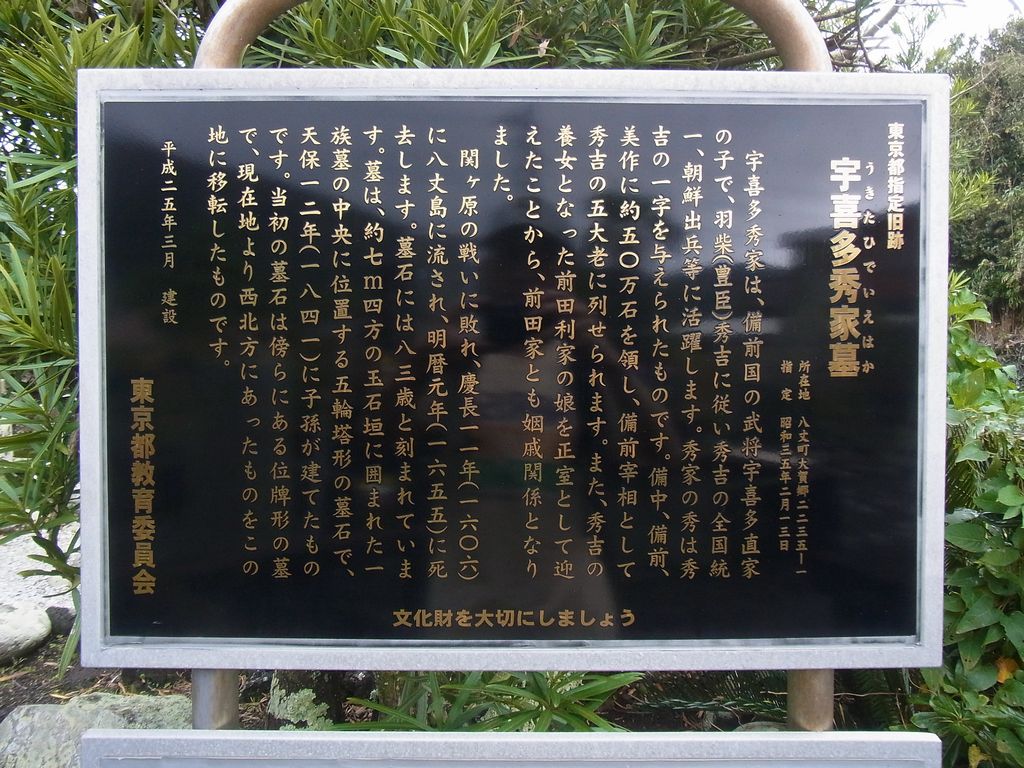 東京都指定旧跡
うきたひでいえはか
宇喜多秀家墓
所在地 八丈町大賀郷二二三五ー一
指定 昭和三五年二月一三日
宇喜多秀家は、備前国の武将宇喜多直家
の子で、羽柴(豊臣)秀吉に従い秀吉の全国統
一、朝鮮出兵等に活躍します。秀家の秀は秀
吉の一字を与えられたものです。備中、備前、
美作に約五〇万石を領し、備前宰相として
秀吉の五大老に列せられます。また、秀吉の
養女となった前田利家の娘を正室として迎
えたことから、前田家とも姻戚関係となり
ました。
関ヶ原の戦いに敗れ、慶長一一年(一六〇六)
に八丈島に流され、明暦元年(一六五五)に死
去します。墓石には八三歳と刻まれていま
す。墓は、約七m四方の玉石垣に囲まれた一
族墓の中央に位置する五輪塔形の墓石で、
天保一二年(一八四一)に子孫が建てたもの
です。当初の墓石は傍らにある位牌形の墓
で、現在地より西北方にあったものをこの
地に移転したものです。
平成二五年三月 建設
東京都教育委員会
文化財を大切にしましょう